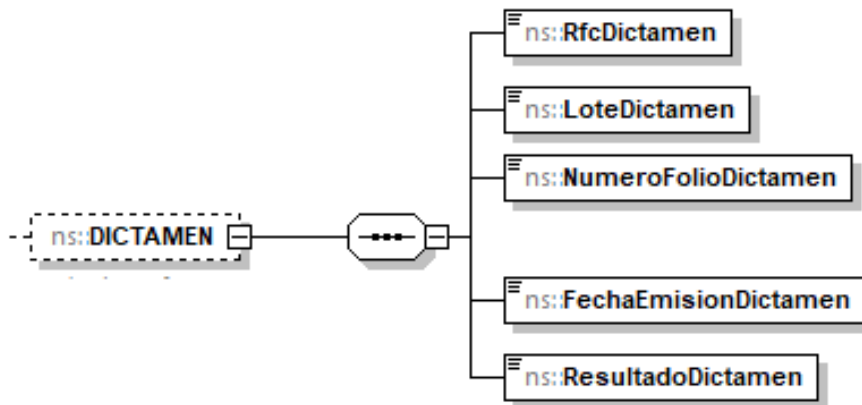 ns::RfcDictamen
ns::LoteDictamen
ns::NumeroFolioDictamen
ns::DICTAMEN
ns::FechaEmisionDictamen
ns::ResultadoDictamen